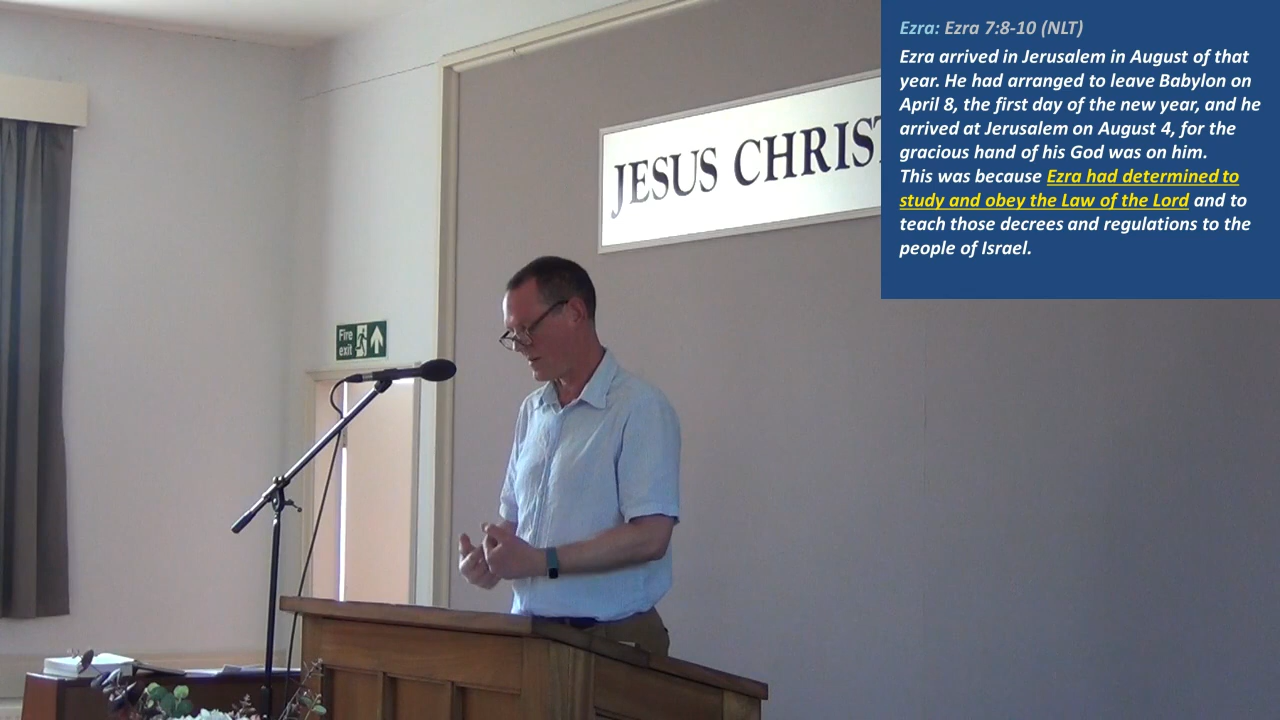 Ezra: Ezra 7:8-10 (NLT)
Ezra arrived in Jerusalem in August of that
year. He had arranged to leave Babylon on
April 8, the first day of the new year, and he
arrived at Jerusalem on August 4, for the
gracious hand of his God was on him.
This was because Ezra had determined to
study and obey the Law of the Lord and to
teach those decrees and regulations to the
people of Israel.
JESUS CHRIST
Fire
exit